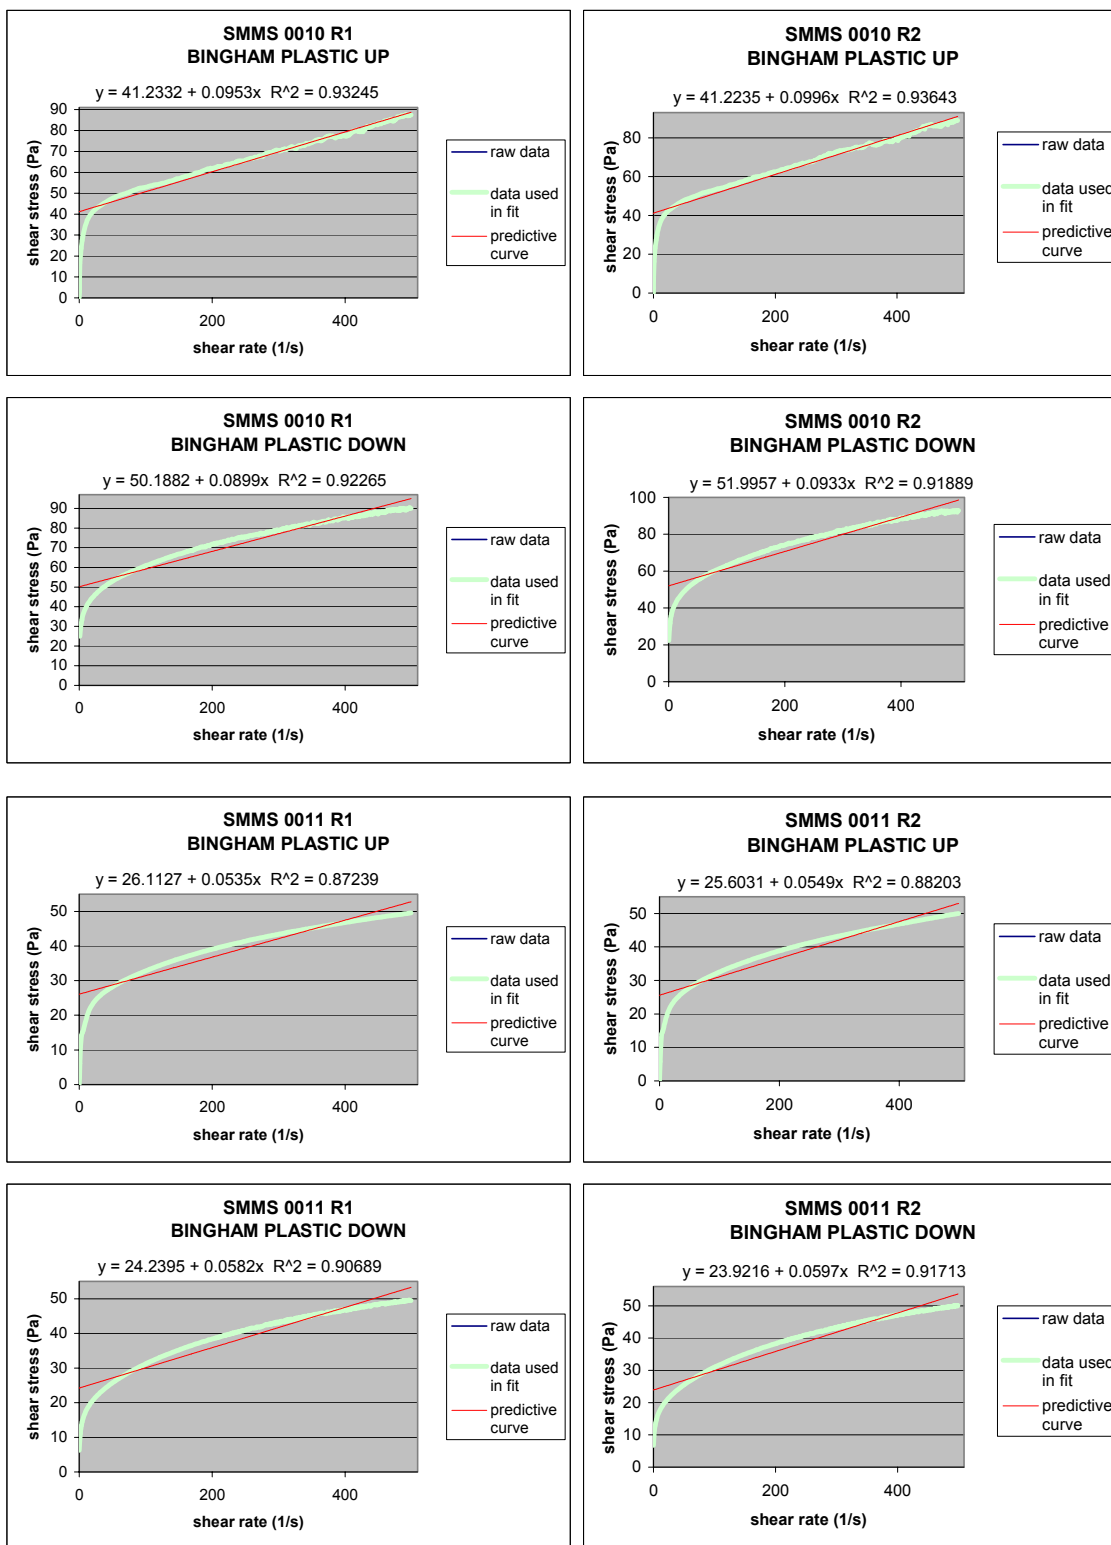 SMMS 0010 R1
BINGHAM PLASTIC UP
y = 41.2332 + 0.0953x R^2 = 0.93245
shear stress (Pa)
90
80
70
60
50
40
30
20
10
0
0 200 400
shear rate (1/s)
raw data
data used
in fit
predictive
curve
SMMS 0010 R2
BINGHAM PLASTIC UP
y = 41.2235 + 0.0996x R^2 = 0.93643
shear stress (Pa)
80
60
40
20
0
0 200 400
shear rate (1/s)
raw data
data used
in fit
predictive
curve
SMMS 0010 R1
BINGHAM PLASTIC DOWN
y = 50.1882 + 0.0899x R^2 = 0.92265
shear stress (Pa)
90
80
70
60
50
40
30
20
10
0
0 200 400
shear rate (1/s)
raw data
data used
in fit
predictive
curve
SMMS 0010 R2
BINGHAM PLASTIC DOWN
y = 51.9957 + 0.0933x R^2 = 0.91889
shear stress (Pa)
100
80
60
40
20
0
0 200 400
shear rate (1/s)
raw data
data used
in fit
predictive
curve
SMMS 0011 R1
BINGHAM PLASTIC UP
y = 26.1127 + 0.0535x R^2 = 0.87239
shear stress (Pa)
50
40
30
20
10
0
0 200 400
shear rate (1/s)
raw data
data used
in fit
predictive
curve
SMMS 0011 R2
BINGHAM PLASTIC UP
y = 25.6031 + 0.0549x R^2 = 0.88203
shear stress (Pa)
50
40
30
20
10
0
0 200 400
shear rate (1/s)
raw data
data used
in fit
predictive
curve
SMMS 0011 R1
BINGHAM PLASTIC DOWN
y = 24.2395 + 0.0582x R^2 = 0.90689
shear stress (Pa)
50
40
30
20
10
0
0 200 400
shear rate (1/s)
raw data
data used
in fit
predictive
curve
SMMS 0011 R2
BINGHAM PLASTIC DOWN
y = 23.9216 + 0.0597x R^2 = 0.91713
shear stress (Pa)
50
40
30
20
10
0
0 200 400
shear rate (1/s)
raw data
data used
in fit
predictive
curve